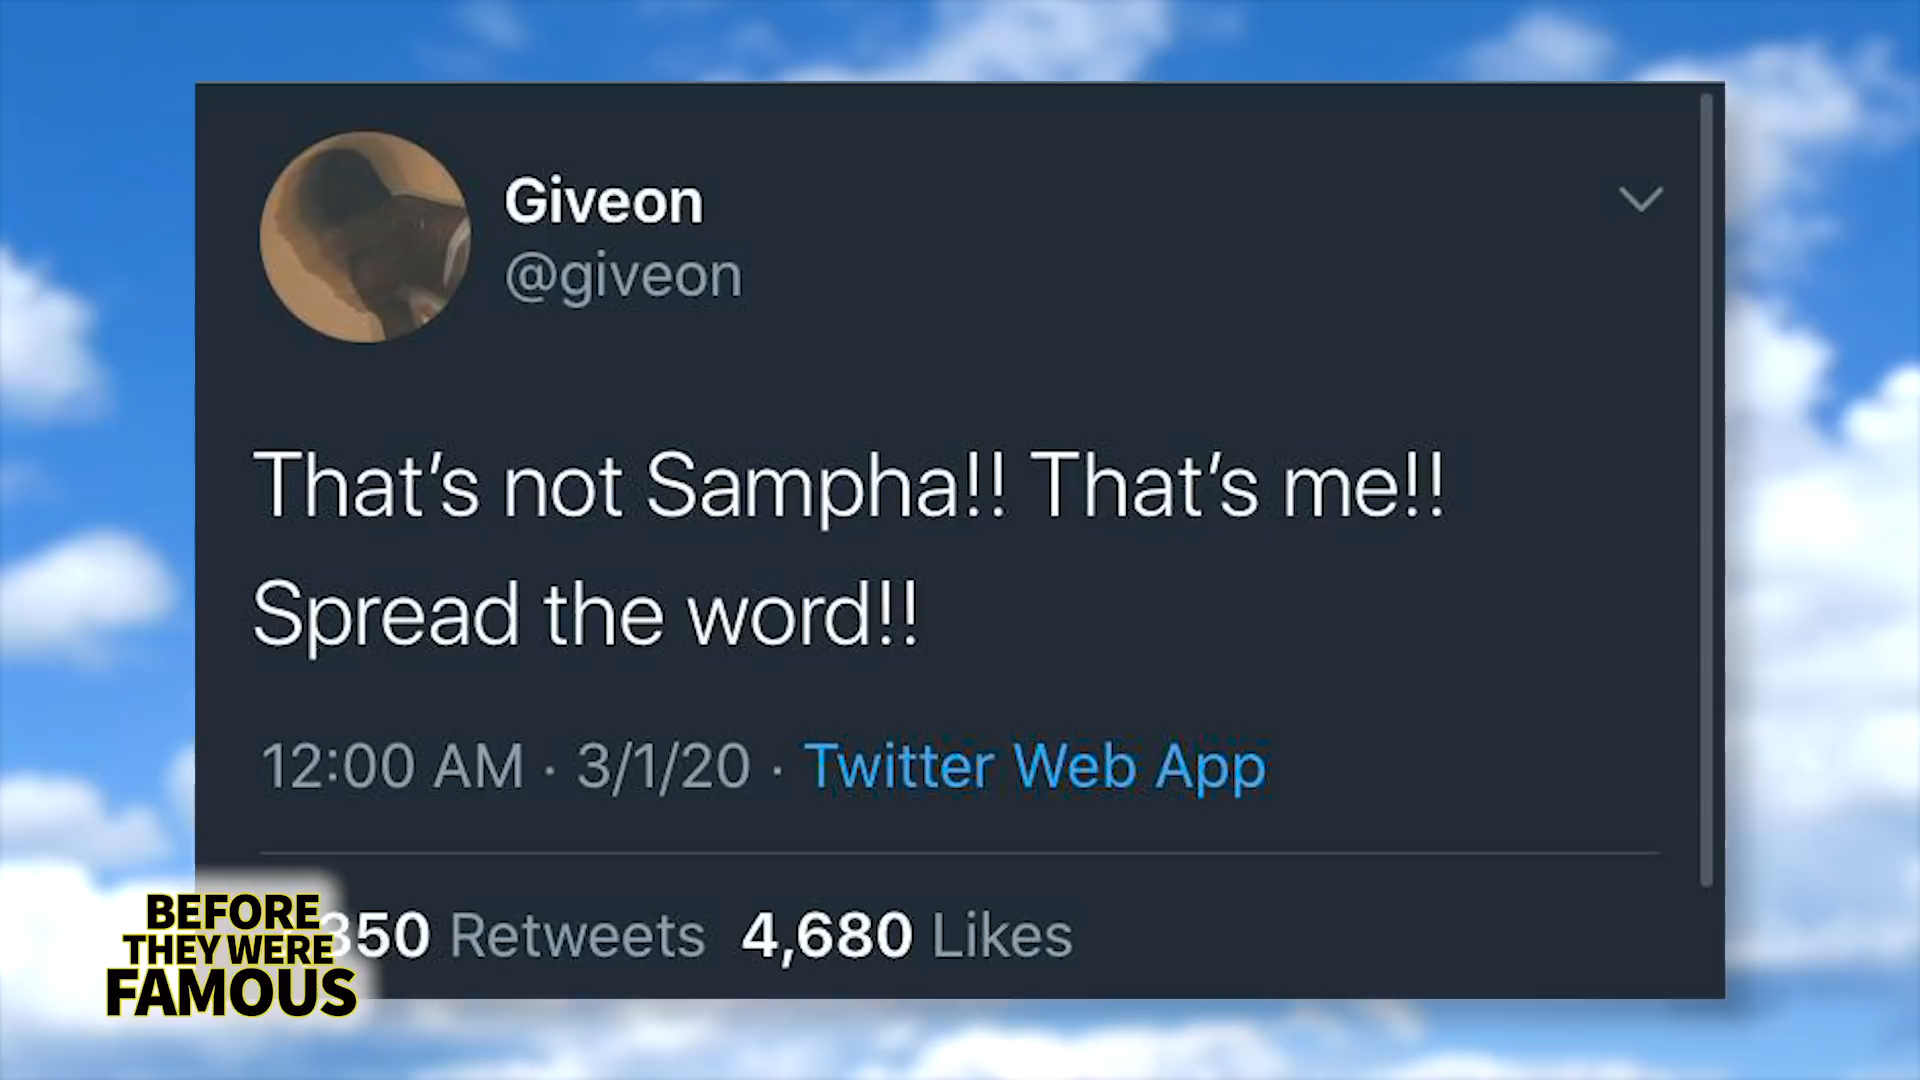 Giveon
@giveon
That's not Sampha!! That's me!!
Spread the word!!
12:00 AM · 3/1/20 · Twitter Web App
350 Retweets 4,680 Likes
BEFORE
THEY WERE
FAMOUS